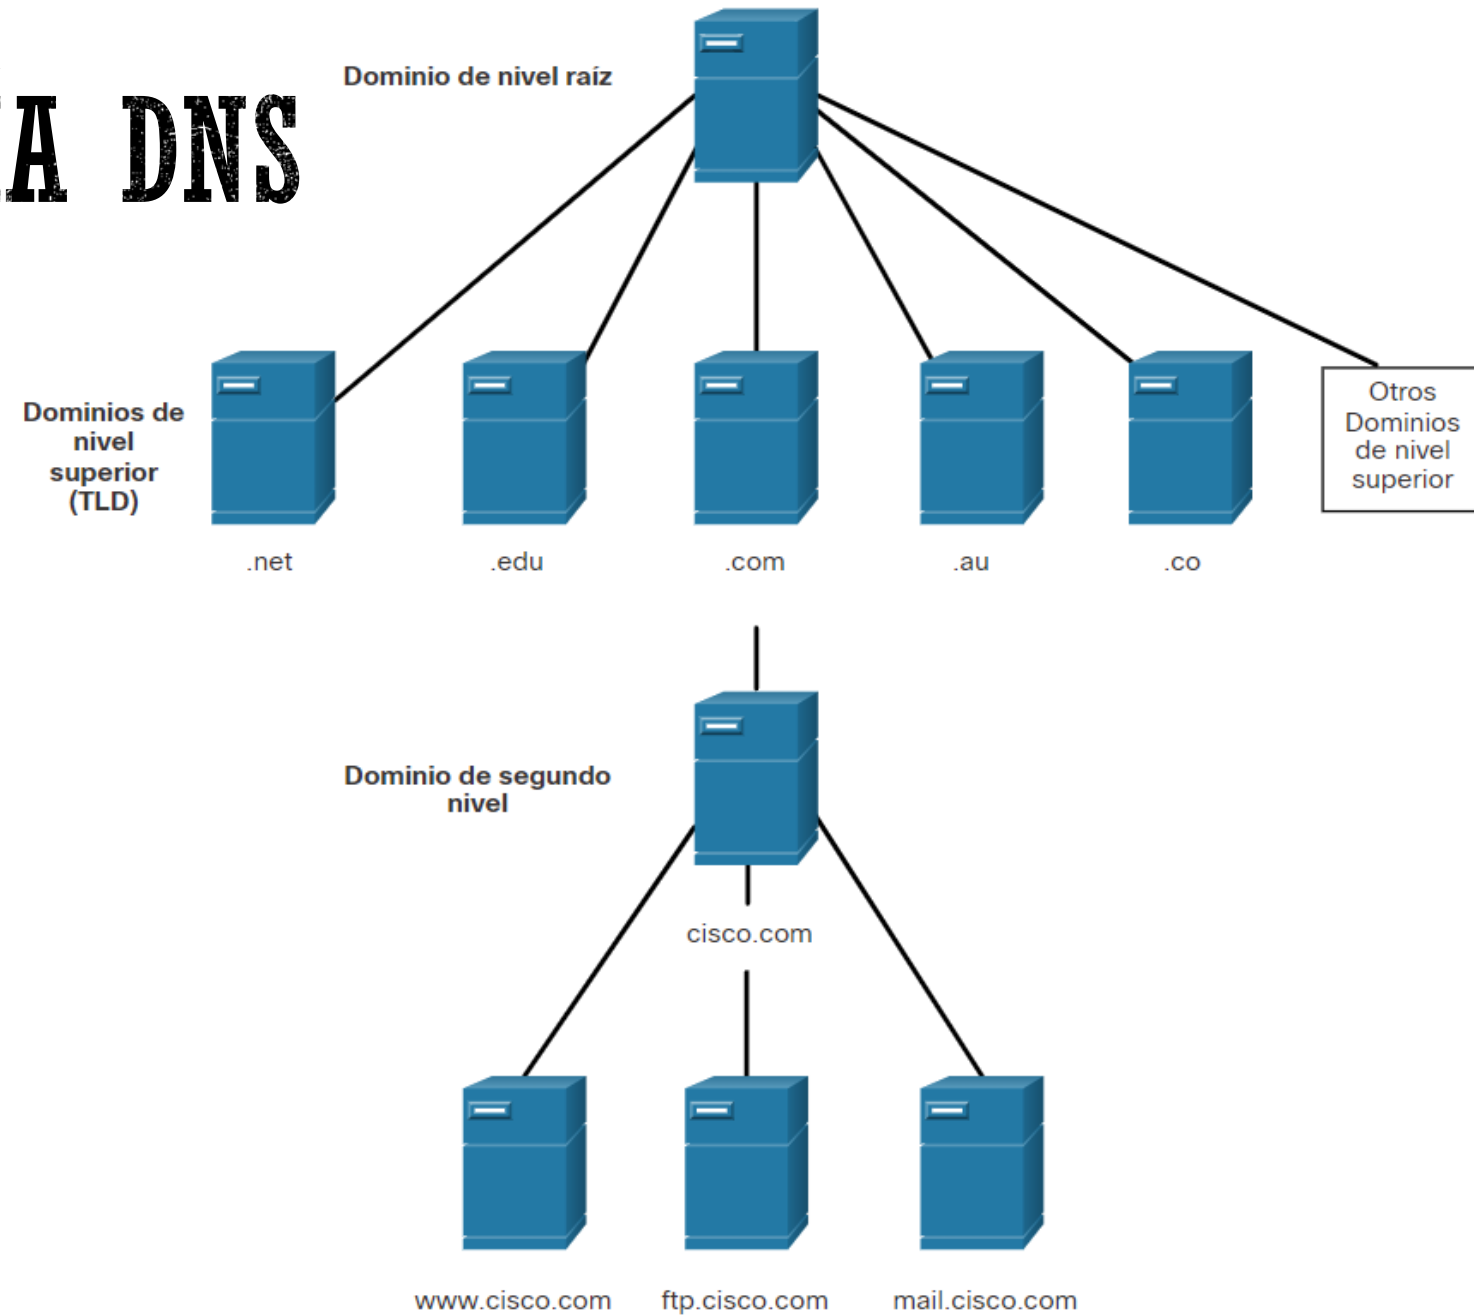 Dominio de nivel raíz
DNS
Dominios de
nivel
superior
(TLD)
Otros
Dominios
de nivel
superior
.net
.edu
.com
.au
.co
Dominio de segundo
nivel
cisco.com
www.cisco.com
ftp.cisco.com
mail.cisco.com